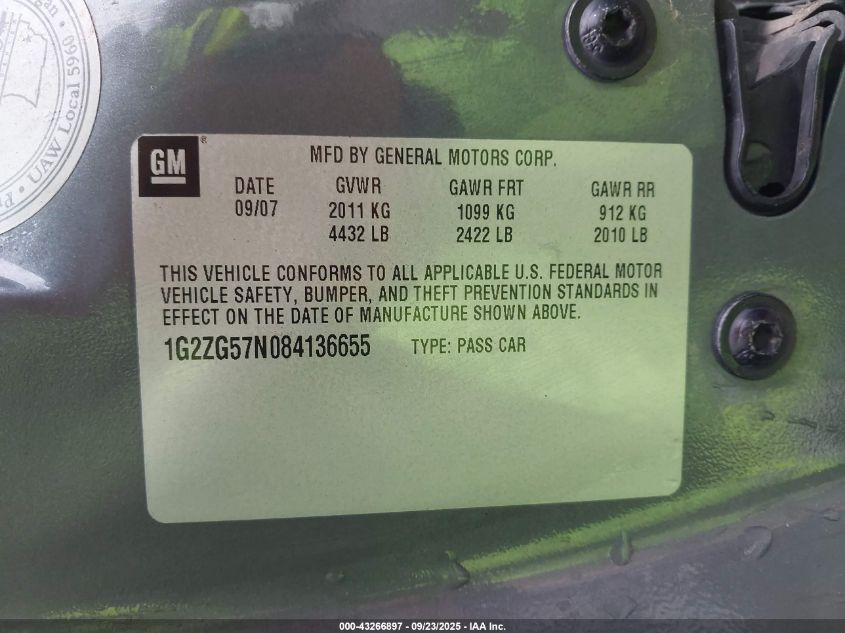 gan • UAW Local 5960
GM ®
MFD BY GENERAL MOTORS CORP.
DATE GVWR GAWR FRT GAWR RR
09/07 2011 KG 1099 KG 912 KG
4432 LB 2422 LB 2010 LB
THIS VEHICLE CONFORMS TO ALL APPLICABLE U.S. FEDERAL MOTOR
VEHICLE SAFETY, BUMPER, AND THEFT PREVENTION STANDARDS IN
EFFECT ON THE DATE OF MANUFACTURE SHOWN ABOVE.
1G2ZG57N084136655 TYPE: PASS CAR
000-43266897 - 09/23/2025 - IAA Inc.